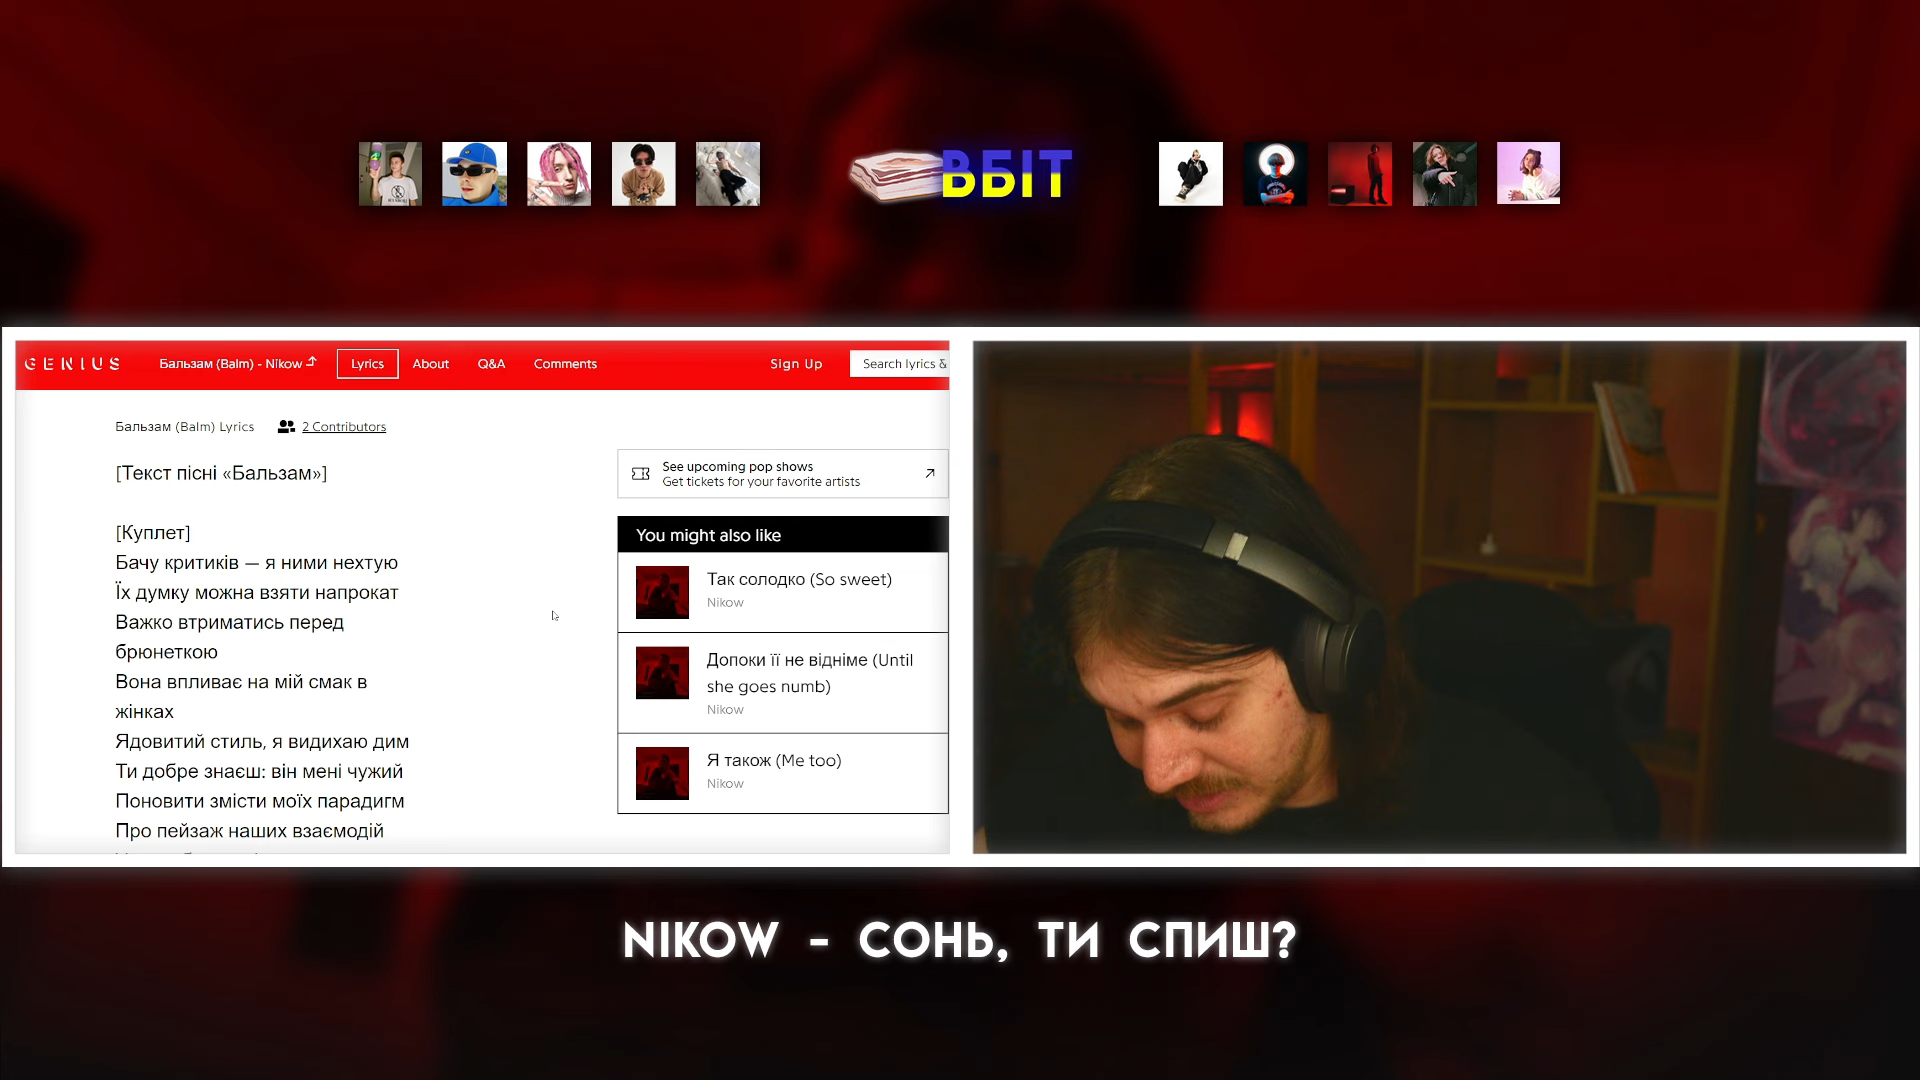 ВБІТ
GENIUS
Бальзам (Balm) - Nikow
Lyrics
About
Q&A
Comments
Sign Up
Search lyrics &
Бальзам (Balm) Lyrics
2 Contributors
[Текст пісні «Бальзам»]
[Куплет]
Бачу критиків — я ними нехтую
Їх думку можна взяти напрокат
Важко втриматись перед
брюнеткою
Вона впливає на мій смак в
жінках
Ядовитий стиль, я видихаю дим
Ти добре знаєш: він мені чужий
Поновити змісти моїх парадигм
Про пейзаж наших взаємодій
See upcoming pop shows
Get tickets for your favorite artists
You might also like
Так солодко (So sweet)
Nikow
Допоки її не відніме (Until
she goes numb)
Nikow
Я також (Me too)
Nikow
NIKOW - СОНЬ, ТИ СПИШ?